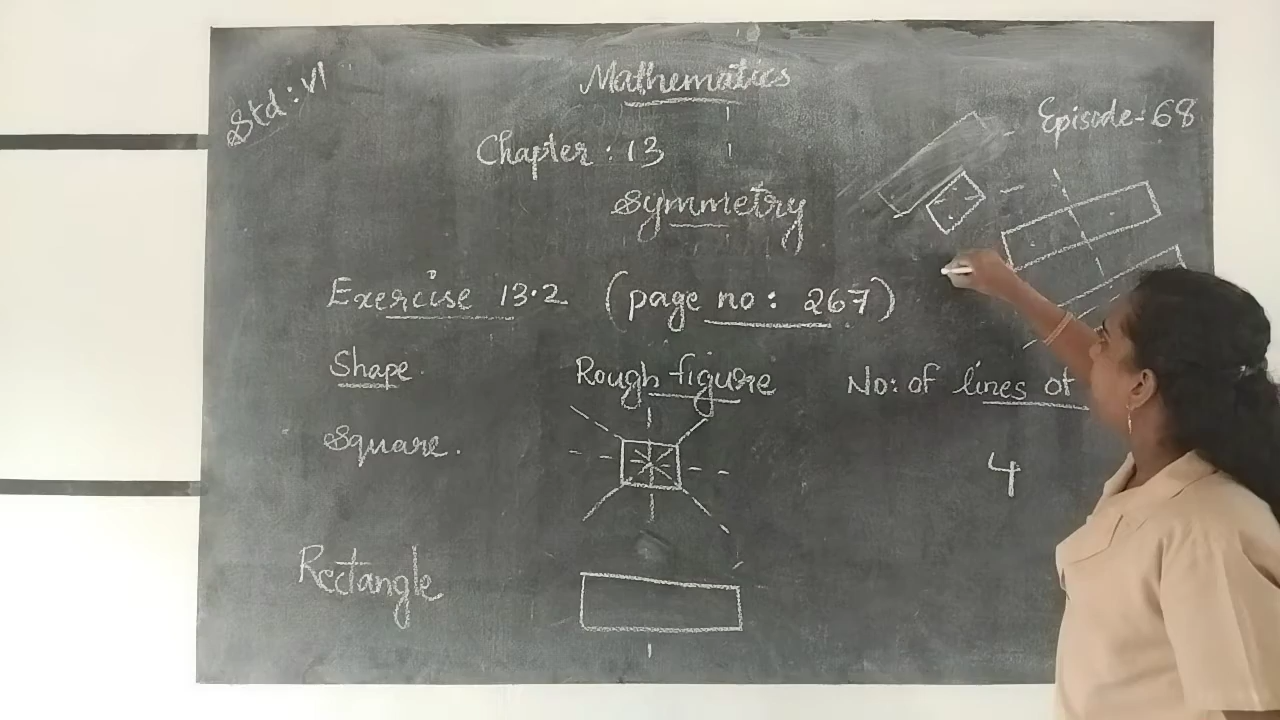 Std: VI
Mathematics
Episode-68
Chapter: 13
Symmetry
Exercise 13.2 (page no: 267)
Shape. Rough figure No: of lines of
Square. 4
Rectangle